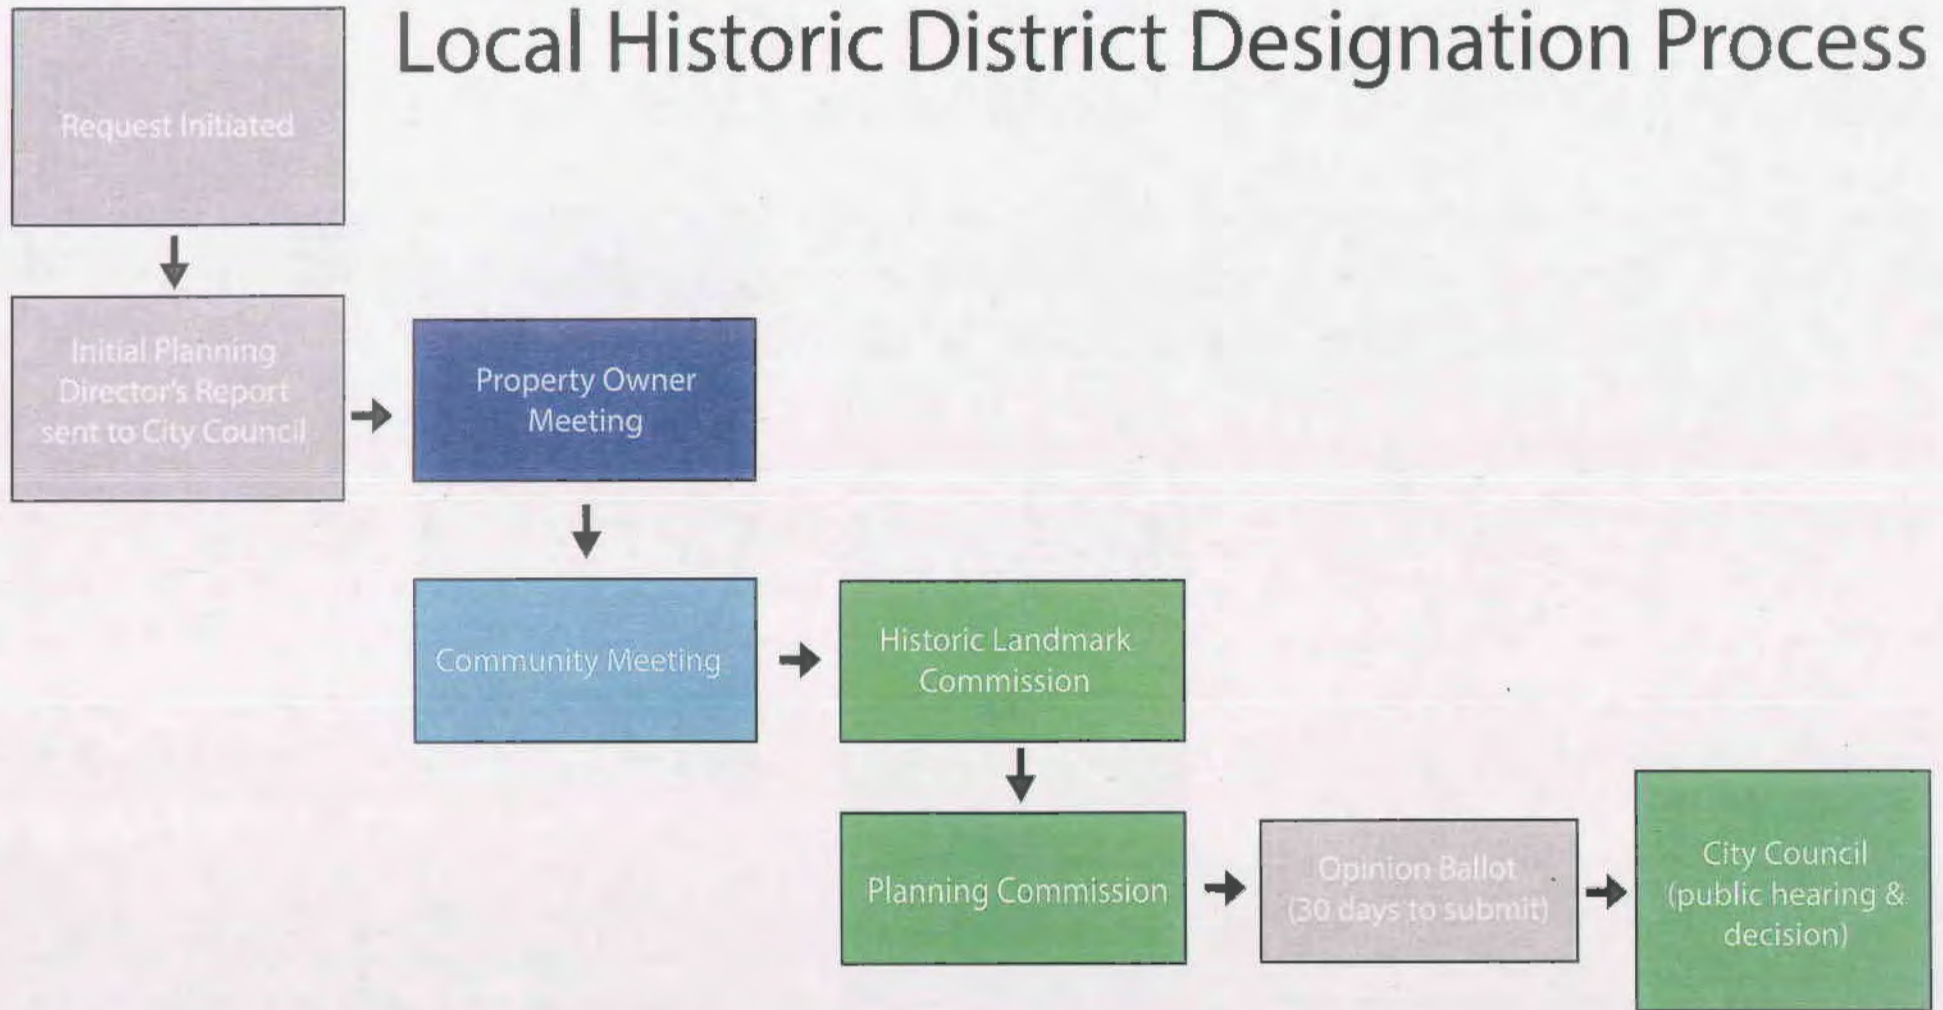 Local Historic District Designation Process
Request Initiated
Initial Planning
Director's Report
sent to City Council
Property Owner
Meeting
Community Meeting
Historic Landmark
Commission
Planning Commission
Opinion Ballot
(30 days to submit)
City Council
(public hearing &
decision)